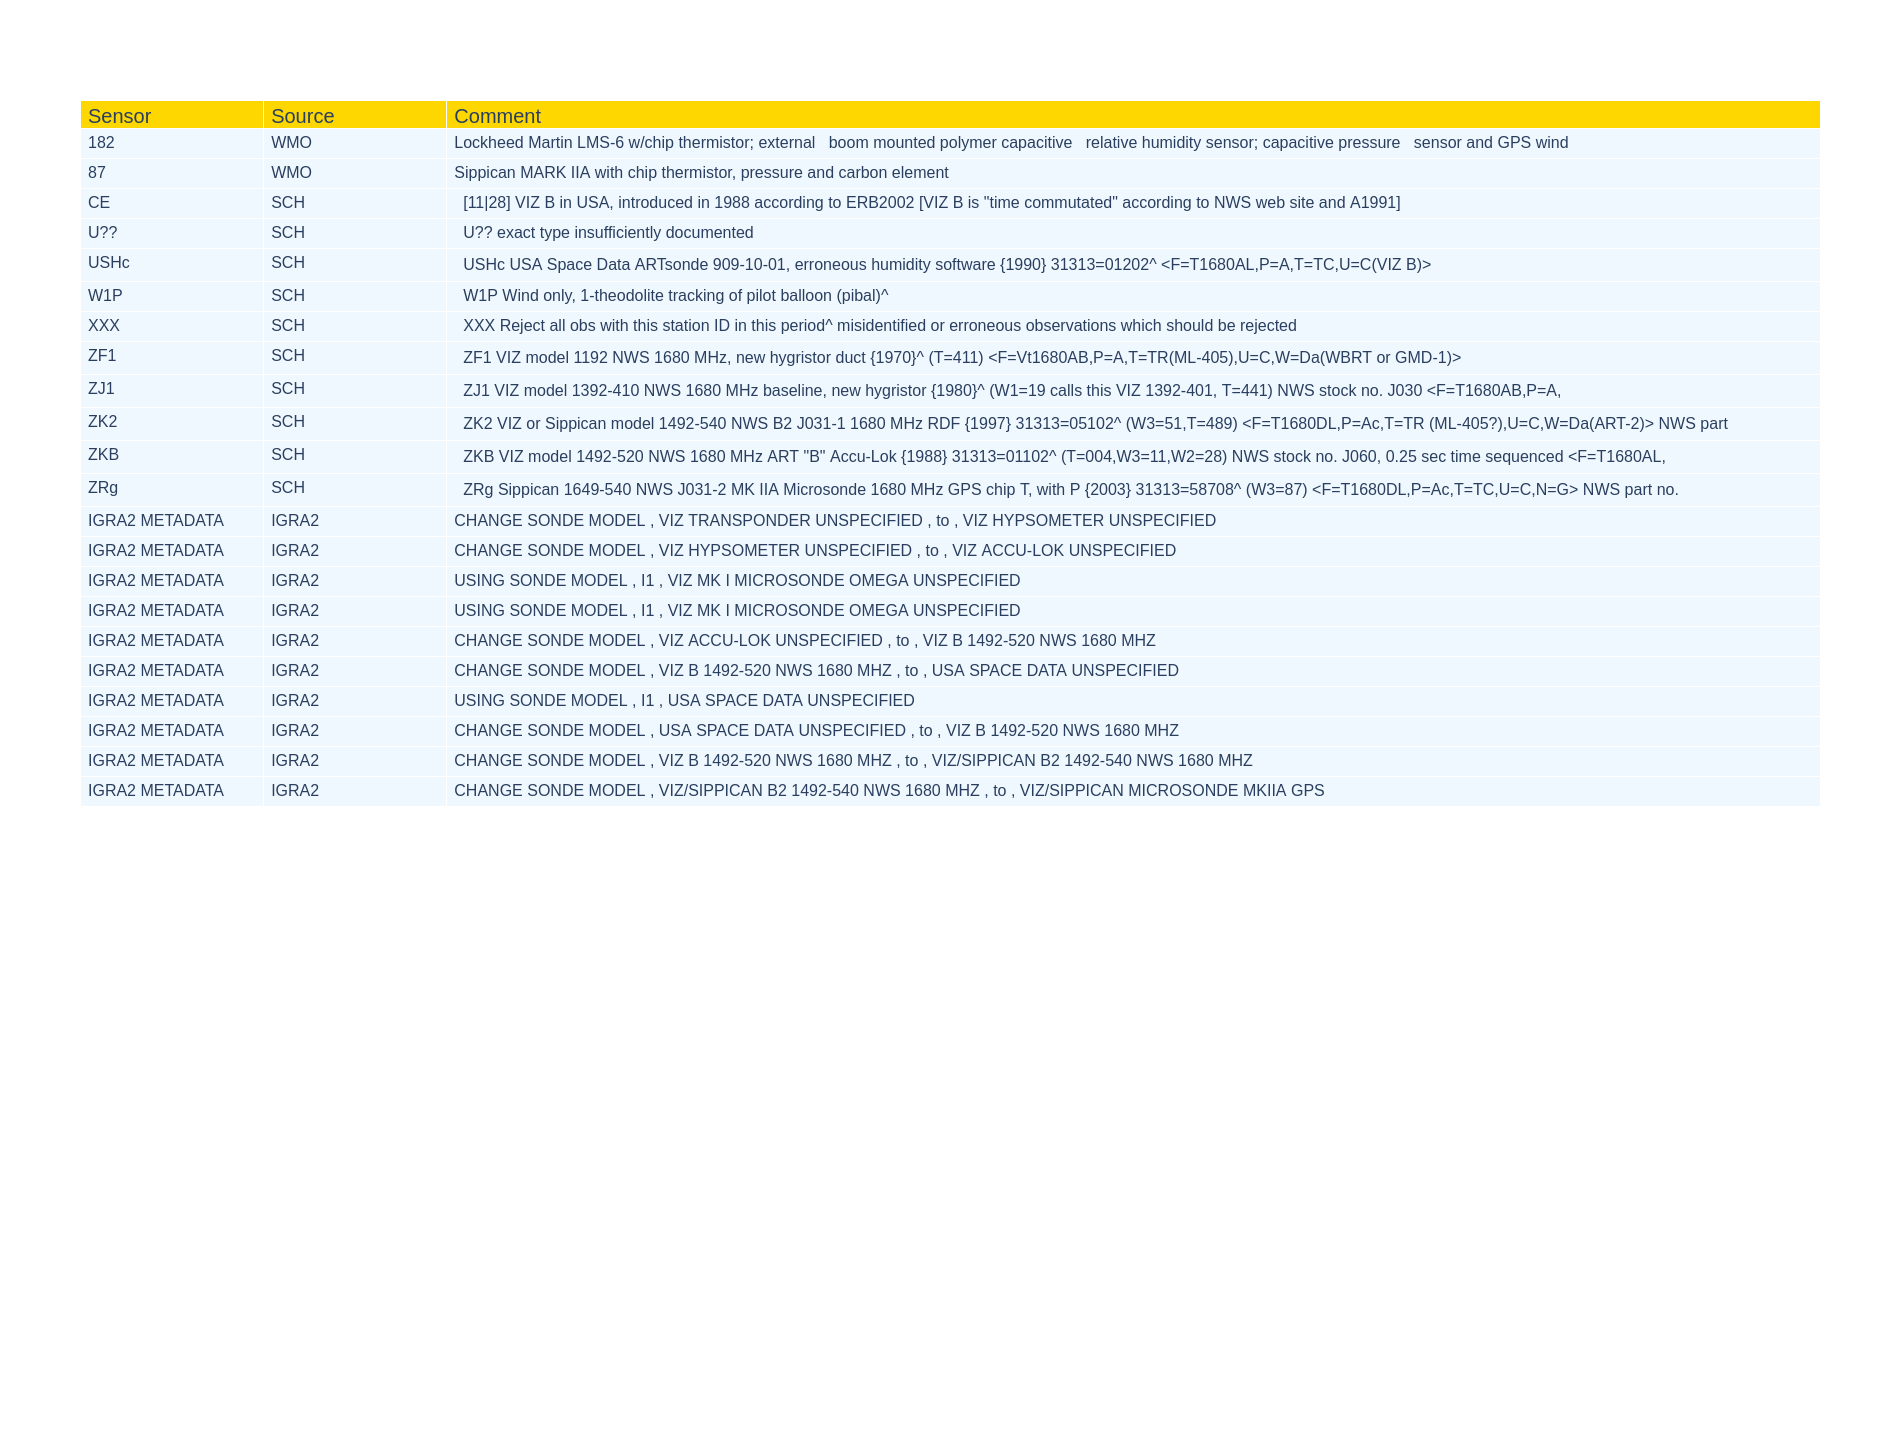 Sensor Source Comment
182 WMO Lockheed Martin LMS-6 w/chip thermistor; external boom mounted polymer capacitive relative humidity sensor; capacitive pressure sensor and GPS wind
87 WMO Sippican MARK IIA with chip thermistor, pressure and carbon element
CE SCH [11|28] VIZ B in USA, introduced in 1988 according to ERB2002 [VIZ B is "time commutated" according to NWS web site and A1991]
U?? SCH U?? exact type insufficiently documented
USHc SCH USHc USA Space Data ARTsonde 909-10-01, erroneous humidity software {1990} 31313=01202^ <F=T1680AL,P=A,T=TC,U=C(VIZ B)>
W1P SCH W1P Wind only, 1-theodolite tracking of pilot balloon (pibal)^
XXX SCH XXX Reject all obs with this station ID in this period^ misidentified or erroneous observations which should be rejected
ZF1 SCH ZF1 VIZ model 1192 NWS 1680 MHz, new hygristor duct {1970}^ (T=411) <F=Vt1680AB,P=A,T=TR(ML-405),U=C,W=Da(WBRT or GMD-1)>
ZJ1 SCH ZJ1 VIZ model 1392-410 NWS 1680 MHz baseline, new hygristor {1980}^ (W1=19 calls this VIZ 1392-401, T=441) NWS stock no. J030 <F=T1680AB,P=A,
ZK2 SCH ZK2 VIZ or Sippican model 1492-540 NWS B2 J031-1 1680 MHz RDF {1997} 31313=05102^ (W3=51,T=489) <F=T1680DL,P=Ac,T=TR (ML-405?),U=C,W=Da(ART-2)> NWS part
ZKB SCH ZKB VIZ model 1492-520 NWS 1680 MHz ART "B" Accu-Lok {1988} 31313=01102^ (T=004,W3=11,W2=28) NWS stock no. J060, 0.25 sec time sequenced <F=T1680AL,
ZRg SCH ZRg Sippican 1649-540 NWS J031-2 MK IIA Microsonde 1680 MHz GPS chip T, with P {2003} 31313=58708^ (W3=87) <F=T1680DL,P=Ac,T=TC,U=C,N=G> NWS part no.
IGRA2 METADATA IGRA2 CHANGE SONDE MODEL , VIZ TRANSPONDER UNSPECIFIED , to , VIZ HYPSOMETER UNSPECIFIED
IGRA2 METADATA IGRA2 CHANGE SONDE MODEL , VIZ HYPSOMETER UNSPECIFIED , to , VIZ ACCU-LOK UNSPECIFIED
IGRA2 METADATA IGRA2 USING SONDE MODEL , I1 , VIZ MK I MICROSONDE OMEGA UNSPECIFIED
IGRA2 METADATA IGRA2 USING SONDE MODEL , I1 , VIZ MK I MICROSONDE OMEGA UNSPECIFIED
IGRA2 METADATA IGRA2 CHANGE SONDE MODEL , VIZ ACCU-LOK UNSPECIFIED , to , VIZ B 1492-520 NWS 1680 MHZ
IGRA2 METADATA IGRA2 CHANGE SONDE MODEL , VIZ B 1492-520 NWS 1680 MHZ , to , USA SPACE DATA UNSPECIFIED
IGRA2 METADATA IGRA2 USING SONDE MODEL , I1 , USA SPACE DATA UNSPECIFIED
IGRA2 METADATA IGRA2 CHANGE SONDE MODEL , USA SPACE DATA UNSPECIFIED , to , VIZ B 1492-520 NWS 1680 MHZ
IGRA2 METADATA IGRA2 CHANGE SONDE MODEL , VIZ B 1492-520 NWS 1680 MHZ , to , VIZ/SIPPICAN B2 1492-540 NWS 1680 MHZ
IGRA2 METADATA IGRA2 CHANGE SONDE MODEL , VIZ/SIPPICAN B2 1492-540 NWS 1680 MHZ , to , VIZ/SIPPICAN MICROSONDE MKIIA GPS